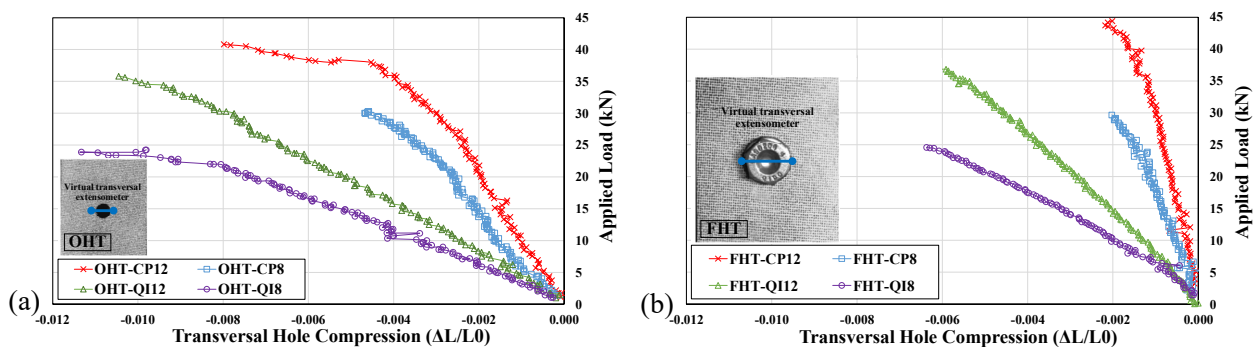 (a)
45
40
35
30
25
20
15
10
5
0
Applied Load (kN)
Virtual transversal
extensometer
OHT
OHT-CP12
OHT-CP8
OHT-QI12
OHT-QI8
-0.012
-0.010
-0.008
-0.006
-0.004
-0.002
0.000
Transversal Hole Compression (ΔL/L0)
(b)
45
40
35
30
25
20
15
10
5
0
Applied Load (kN)
Virtual transversal
extensometer
FHT
FHT-CP12
FHT-CP8
FHT-QI12
FHT-QI8
-0.012
-0.010
-0.008
-0.006
-0.004
-0.002
0.000
Transversal Hole Compression (ΔL/L0)